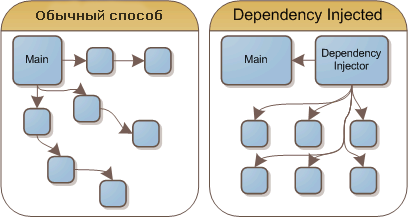 Обычный способ
Main
Dependency Injected
Main
Dependency
Injector